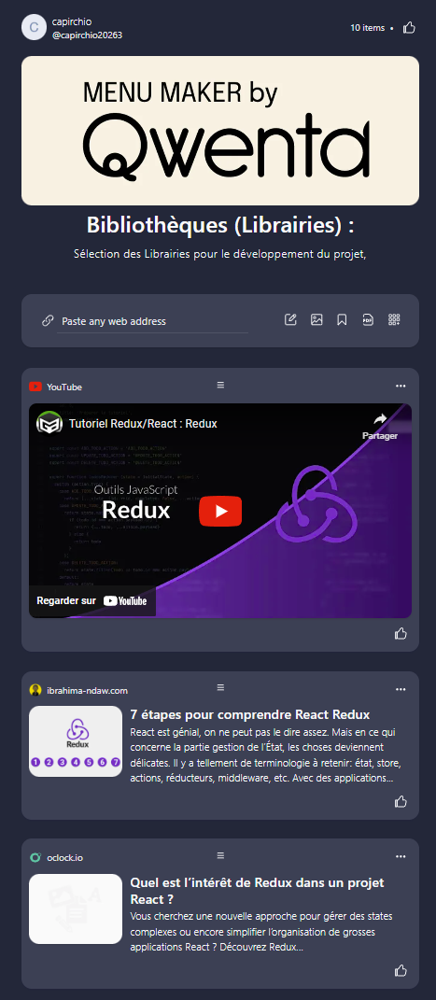 C
capirchio
@capirchio20263
10 items •
MENU MAKER by
Qwenta
Bibliothèques (Librairies) :
Sélection des Librairies pour le développement du projet,
Paste any web address
PDF
YouTube
Tutoriel Redux/React : Redux
Partager
Outils JavaScript
Redux
Regarder sur YouTube
ibrahima-ndaw.com
7 étapes pour comprendre React Redux
React est génial, on ne peut pas le dire assez. Mais en ce qui
concerne la partie gestion de l'État, les choses deviennent
délicates. Il y a tellement de terminologie à retenir: état, store,
actions, réducteurs, middleware, etc. Avec des applications...
Redux
1 2 3 4 5 6 7
oclock.io
Quel est l'intérêt de Redux dans un projet
React ?
Vous cherchez une nouvelle approche pour gérer des states
complexes ou encore simplifier l'organisation de grosses
applications React ? Découvrez Redux...